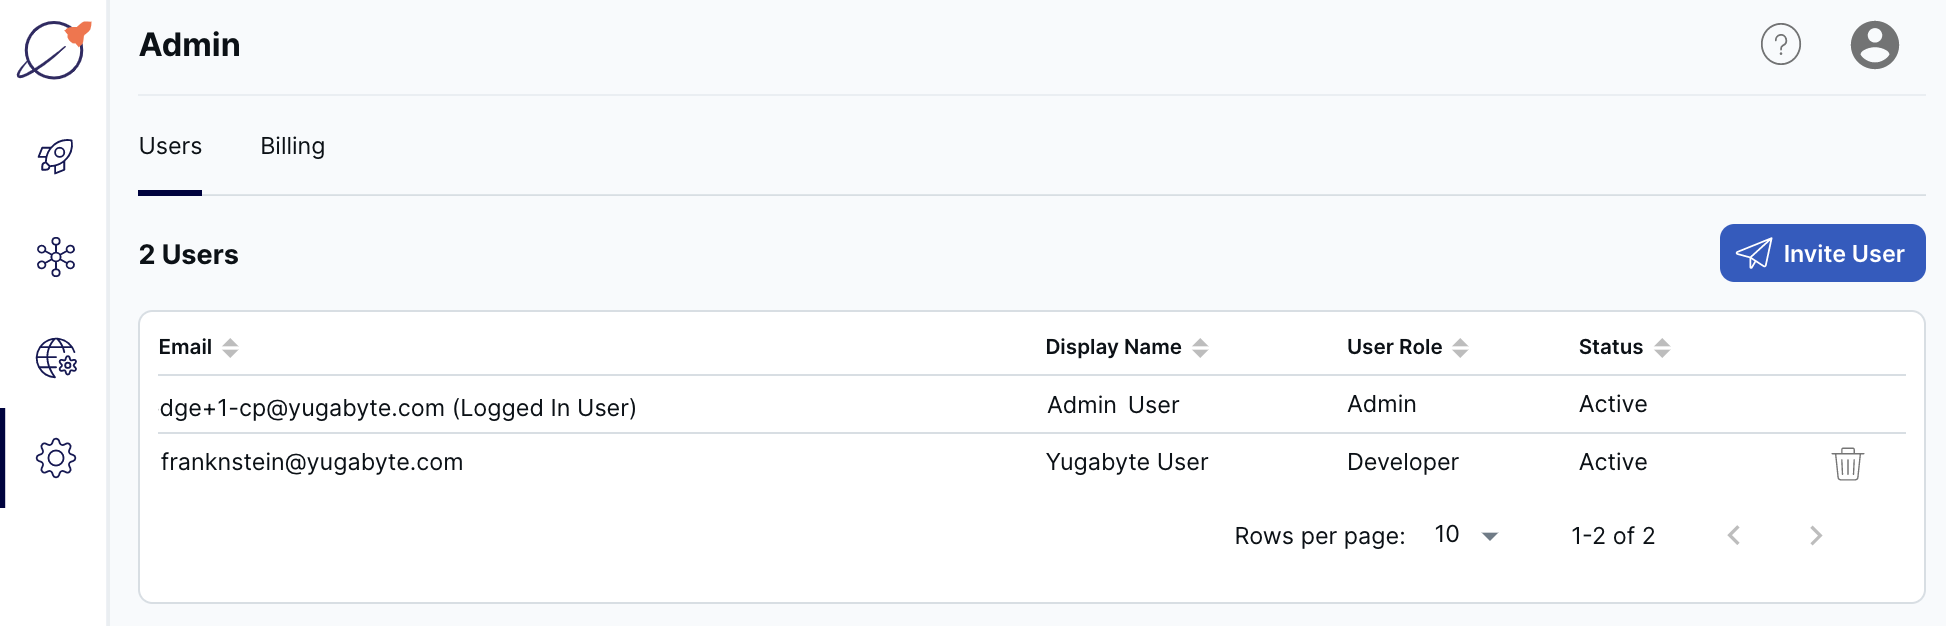 Admin
?
Users Billing
2 Users
Invite User
Email Display Name User Role Status
dge+1-cp@yugabyte.com (Logged In User) Admin User Admin Active
franknstein@yugabyte.com Yugabyte User Developer Active
Rows per page: 10 1-2 of 2